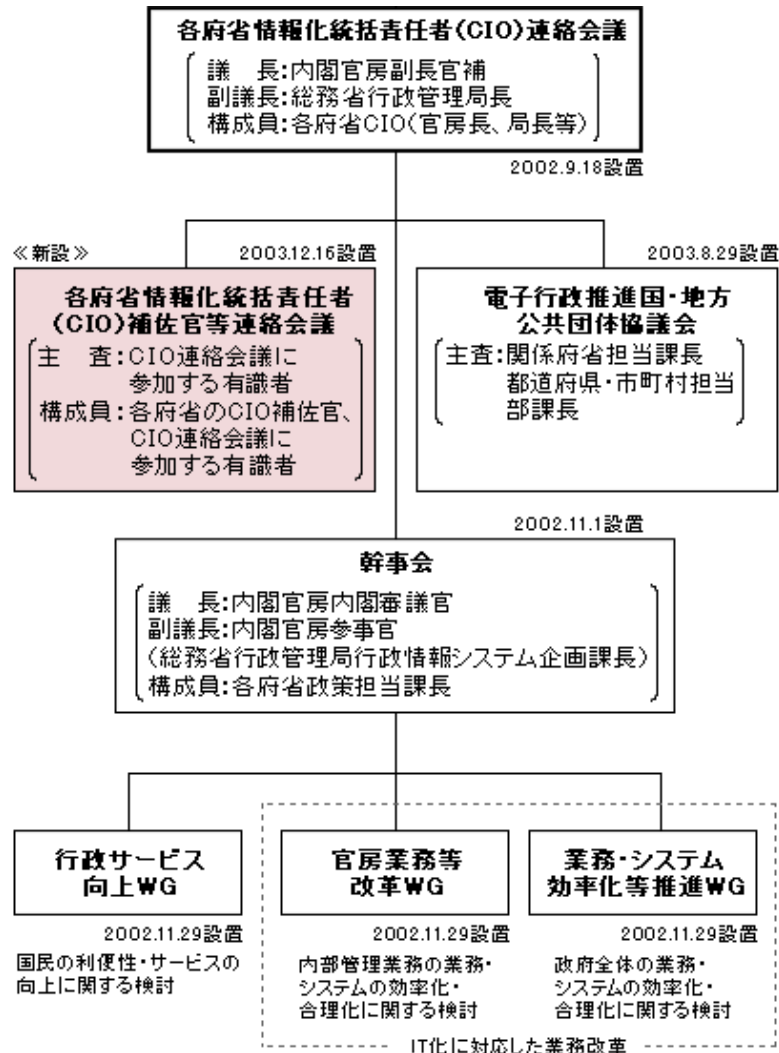 各府省情報化統括責任者(CIO)連絡会議
議　長:内閣官房副長官補
副議長:総務省行政管理局長
構成員:各府省CIO(官房長、局長等)
2002.9.18設置
≪新設≫
2003.12.16設置
各府省情報化統括責任者
(CIO)補佐官等連絡会議
主　査:CIO連絡会議に
参加する有識者
構成員:各府省のCIO補佐官、
CIO連絡会議に
参加する有識者
2003.8.29設置
電子行政推進国・地方
公共団体協議会
主査:関係府省担当課長
都道府県・市町村担当
部課長
2002.11.1設置
幹事会
議　長:内閣官房内閣審議官
副議長:内閣官房参事官
(総務省行政管理局行政情報システム企画課長)
構成員:各府省政策担当課長
行政サービス
向上WG
2002.11.29設置
国民の利便性・サービスの
向上に関する検討
官房業務等
改革WG
2002.11.29設置
内部管理業務の業務・
システムの効率化・
合理化に関する検討
業務・システム
効率化等推進WG
2002.11.29設置
政府全体の業務・
システムの効率化・
合理化に関する検討
IT化に対応した業務改革